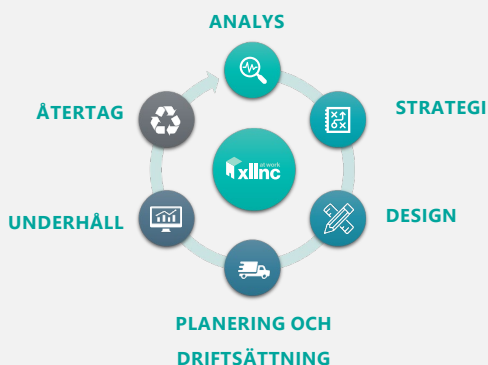 ANALYS
STRATEGI
DESIGN
PLANERING OCH
DRIFTSÄTTNING
UNDERHÅLL
ÅTERTAG
at work
xllnc